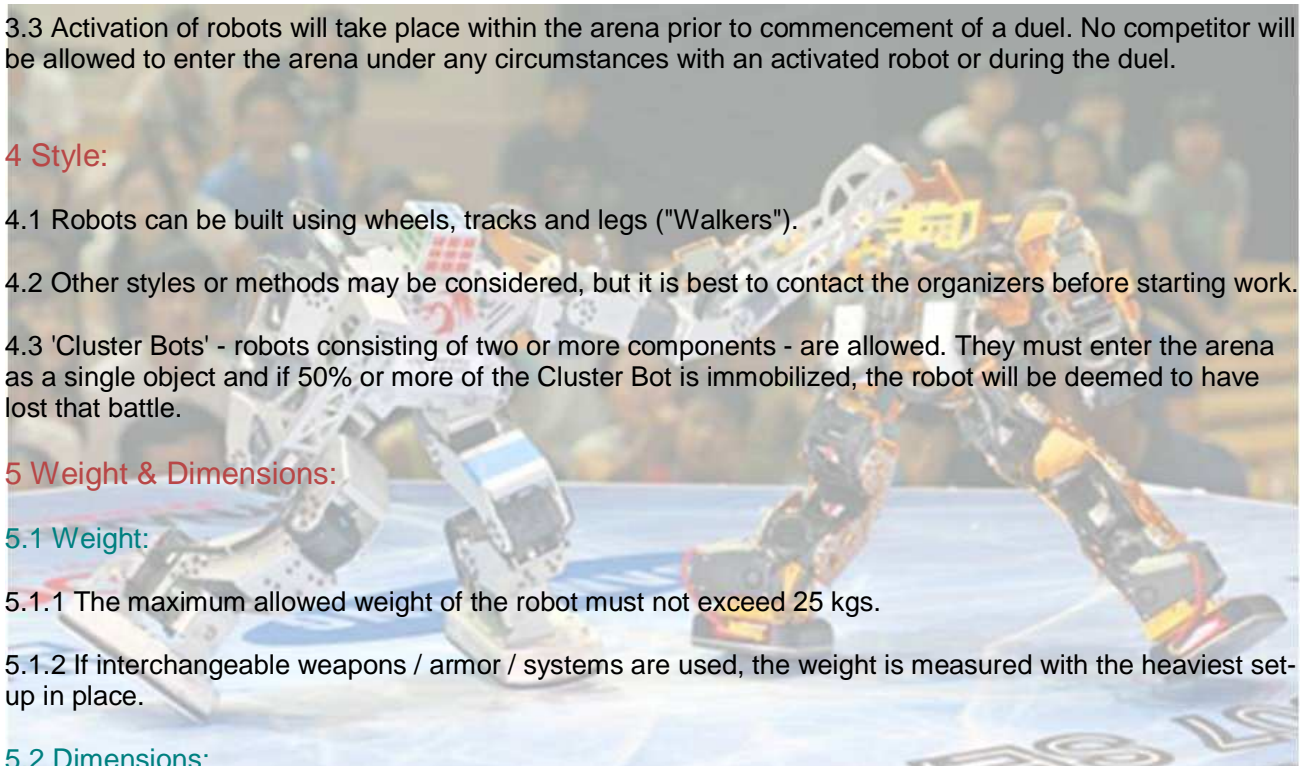 3.3 Activation of robots will take place within the arena prior to commencement of a duel. No competitor will
be allowed to enter the arena under any circumstances with an activated robot or during the duel.
4 Style:
4.1 Robots can be built using wheels, tracks and legs ("Walkers").
4.2 Other styles or methods may be considered, but it is best to contact the organizers before starting work.
4.3 'Cluster Bots' - robots consisting of two or more components - are allowed. They must enter the arena
as a single object and if 50% or more of the Cluster Bot is immobilized, the robot will be deemed to have
lost that battle.
5 Weight & Dimensions:
5.1 Weight:
5.1.1 The maximum allowed weight of the robot must not exceed 25 kgs.
5.1.2 If interchangeable weapons / armor / systems are used, the weight is measured with the heaviest set-
up in place.
5.2 Dimensions: